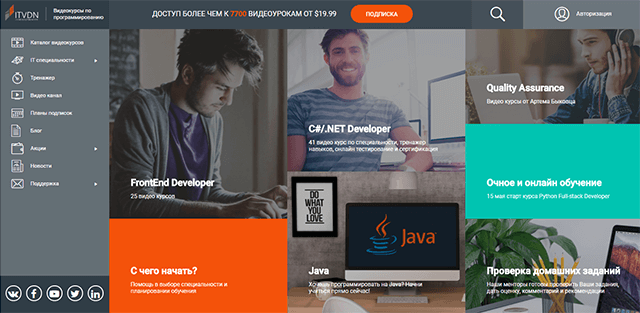 ITVDN
Видеокурсы по
программированию
ДОСТУП БОЛЕЕ ЧЕМ К 7700 ВИДЕОУРОКАМ ОТ $19.99
ПОДПИСКА
Авторизация
Каталог видеокурсов
IT специальности
Тренажер
Видео канал
Планы подписок
Блог
Акции
Новости
Поддержка
FrontEnd Developer
25 видео курсов
C#/.NET Developer
41 видео курс по специальности, тренажер
навыков, онлайн тестирование и сертификация
Quality Assurance
Видео курсы от Артема Быковца
Очное и онлайн обучение
15 мая старт курса Python Full-stack Developer
С чего начать?
Помощь в выборе специальности и
планировании обучения
DO
WHAT
YOU
LOVE
Java
Java
Хочешь программировать на Java? Начни
учиться прямо сейчас!
Проверка домашних заданий
Наши менторы готовы проверить Ваши задания,
дать оценку, комментарий и рекомендации